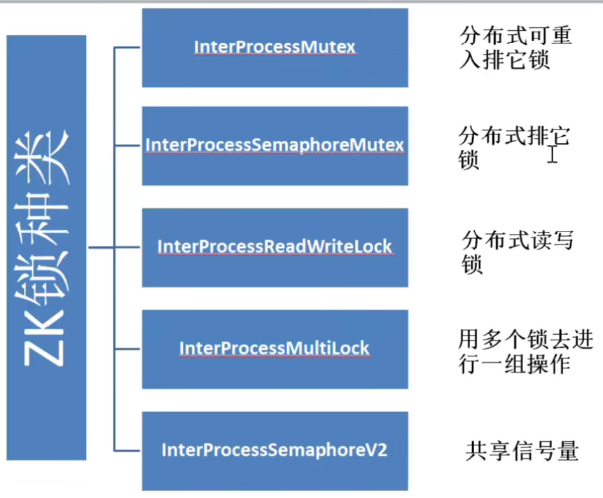 ZK锁种类
InterProcessMutex
分布式可重
入排它锁
InterProcessSemaphoreMutex
分布式排它
锁
InterProcessReadWriteLock
分布式读写
锁
InterProcessMultiLock
用多个锁去进
行一组操作
InterProcessSemaphoreV2
共享信号量